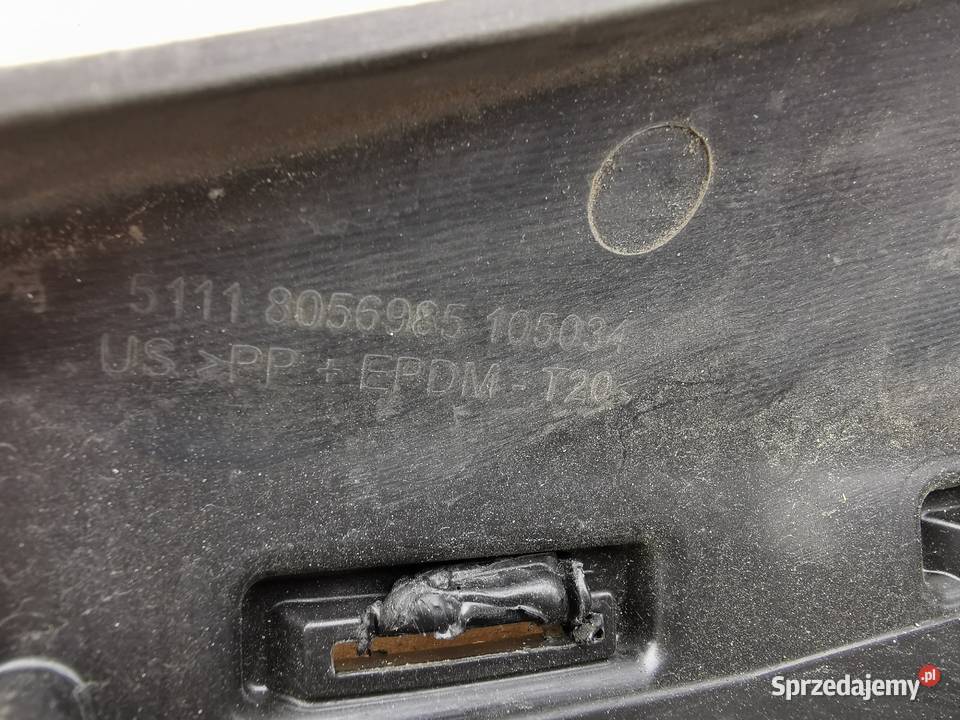 5111 8056985 105034
US >PP + EPDM - T20<
Sprzedajemy.pl